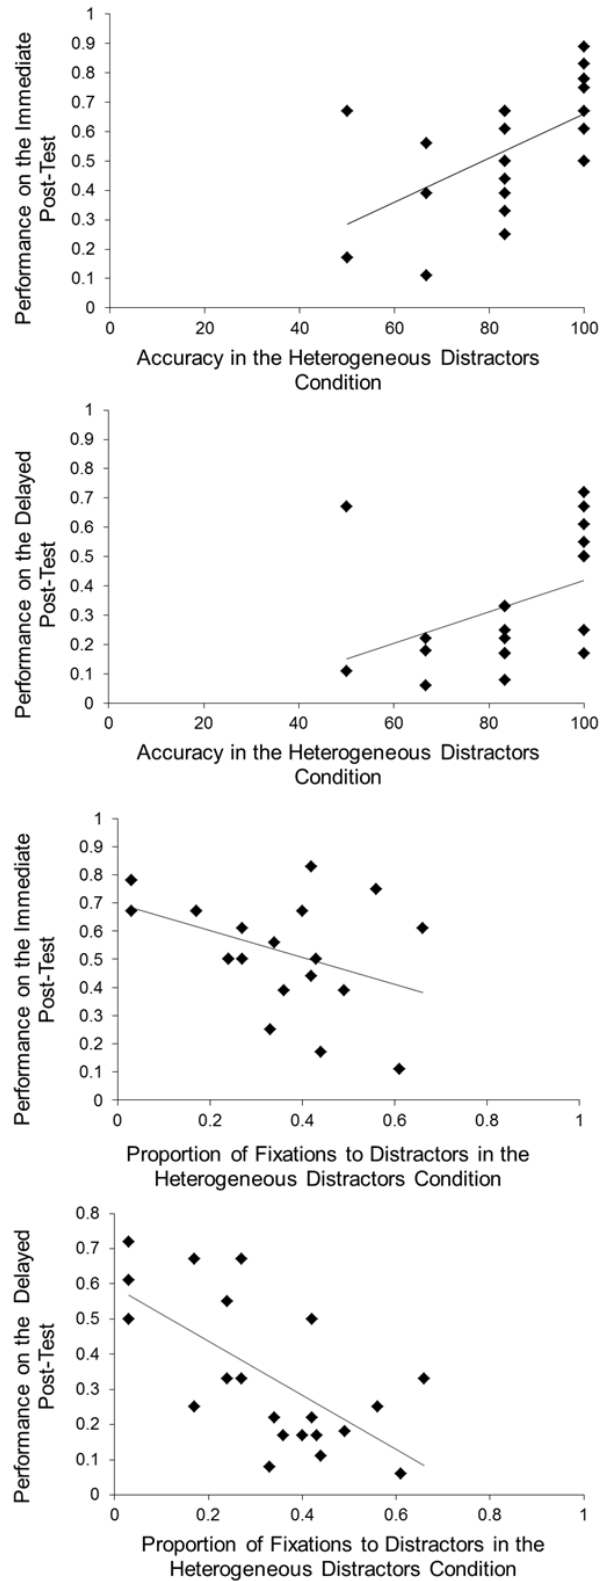 Performance on the Immediate
Post-Test
1
0.9
0.8
0.7
0.6
0.5
0.4
0.3
0.2
0.1
0
0 20 40 60 80 100
Accuracy in the Heterogeneous Distractors
Condition
Performance on the Delayed
Post-Test
1
0.9
0.8
0.7
0.6
0.5
0.4
0.3
0.2
0.1
0
0 20 40 60 80 100
Accuracy in the Heterogeneous Distractors
Condition
Performance on the Immediate
Post-Test
1
0.9
0.8
0.7
0.6
0.5
0.4
0.3
0.2
0.1
0
0 0.2 0.4 0.6 0.8 1
Proportion of Fixations to Distractors in the
Heterogeneous Distractors Condition
Performance on the Delayed
Post-Test
0.8
0.7
0.6
0.5
0.4
0.3
0.2
0.1
0
0 0.2 0.4 0.6 0.8 1
Proportion of Fixations to Distractors in the
Heterogeneous Distractors Condition